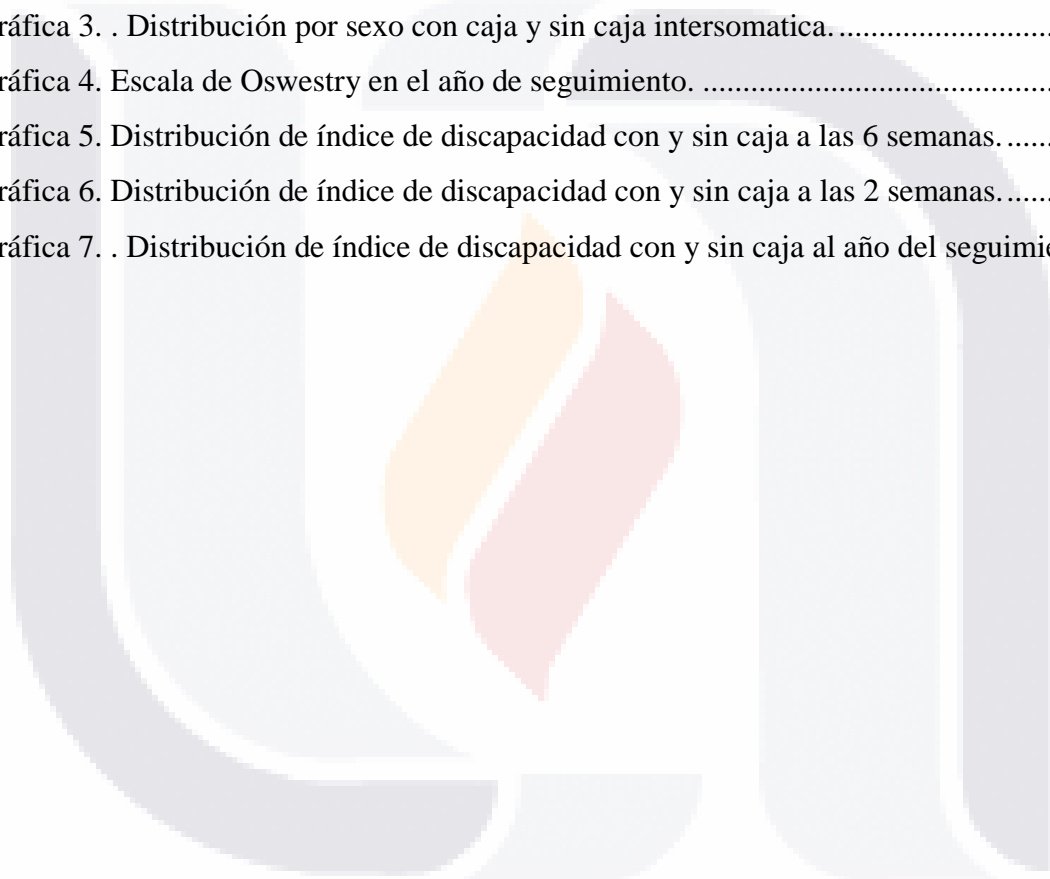 ráfica 3. . Distribución por sexo con caja y sin caja intersomatica. ............................
ráfica 4. Escala de Oswestry en el año de seguimiento. ............................................
ráfica 5. Distribución de índice de discapacidad con y sin caja a las 6 semanas. ......
ráfica 6. Distribución de índice de discapacidad con y sin caja a las 2 semanas. ......
ráfica 7. . Distribución de índice de discapacidad con y sin caja al año del seguimie